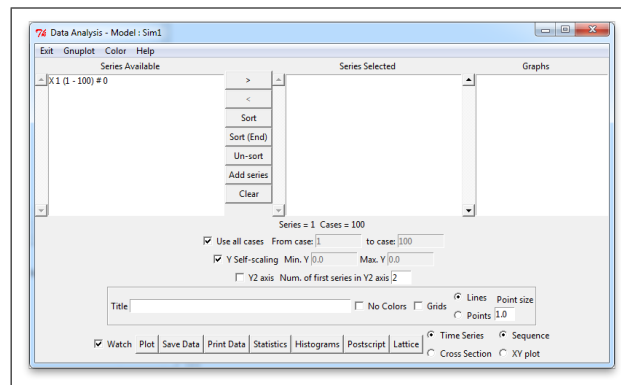 Data Analysis - Model : Sim1
Exit Gnuplot Color Help
Series Available Series Selected Graphs
X 1 (1 - 100) # 0
>
<
Sort
Sort (End)
Un-sort
Add series
Clear
Series = 1 Cases = 100
Use all cases From case: 1 to case: 100
Y Self-scaling Min. Y 0.0 Max. Y 0.0
Y2 axis Num. of first series in Y2 axis 2
Title No Colors Grids Lines Point size
Points 1.0
Watch Plot Save Data Print Data Statistics Histograms Postscript Lattice Time Series Sequence
Cross Section XY plot